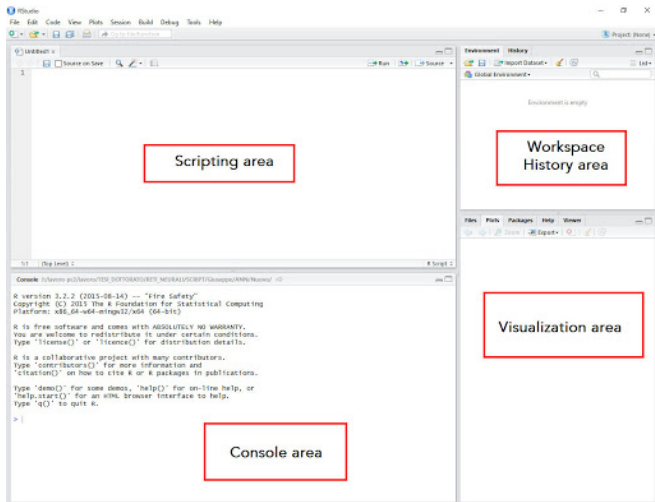 RStudio
File Edit Code View Plots Session Build Debug Tools Help
Go to file/function
Project: (None)
Untitled1
Source on Save
Run
Source
1
Scripting area
1:1 (Top Level) R Script
Environment History
Import Dataset
List
Global Environment
Environment is empty
Workspace
History area
Files Plots Packages Help Viewer
Zoom Export
Visualization area
Console
R version 3.2.2 (2015-08-14) -- "Fire Safety"
Copyright (C) 2015 The R Foundation for Statistical Computing
Platform: x86_64-w64-mingw32/x64 (64-bit)
R is free software and comes with ABSOLUTELY NO WARRANTY.
You are welcome to redistribute it under certain conditions.
Type 'license()' or 'licence()' for distribution details.
R is a collaborative project with many contributors.
Type 'contributors()' for more information and
'citation()' on how to cite R or R packages in publications.
Type 'demo()' for some demos, 'help()' for on-line help, or
'help.start()' for an HTML browser interface to help.
Type 'q()' to quit R.
>
Console area